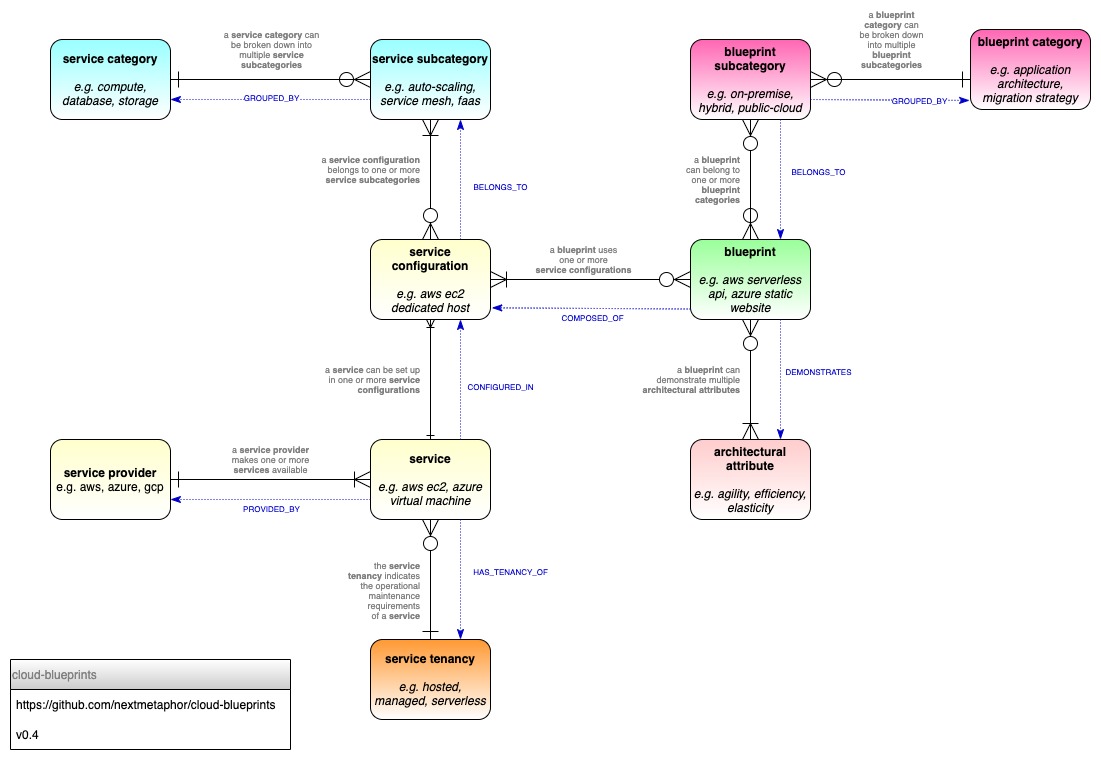 service category
e.g. compute,
database, storage
a service category can
be broken down into
multiple service
subcategories
GROUPED_BY
service subcategory
e.g. auto-scaling,
service mesh, faas
blueprint
subcategory
e.g. on-premise,
hybrid, public-cloud
a blueprint
category can
be broken down
into multiple
blueprint
subcategories
GROUPED_BY
blueprint category
e.g. application
architecture,
migration strategy
a service configuration
belongs to one or more
service subcategories
BELONGS_TO
a blueprint
can belong to
one or more
blueprint
categories
BELONGS_TO
service
configuration
e.g. aws ec2
dedicated host
a blueprint uses
one or more
service configurations
COMPOSED_OF
blueprint
e.g. aws serverless
api, azure static
website
a service can be set up
in one or more service
configurations
CONFIGURED_IN
a blueprint can
demonstrate multiple
architectural attributes
DEMONSTRATES
service provider
e.g. aws, azure, gcp
a service provider
makes one or more
services available
PROVIDED_BY
service
e.g. aws ec2, azure
virtual machine
architectural
attribute
e.g. agility, efficiency,
elasticity
the service
tenancy indicates
the operational
maintenance
requirements
of a service
HAS_TENANCY_OF
service tenancy
e.g. hosted,
managed, serverless
cloud-blueprints
https://github.com/nextmetaphor/cloud-blueprints
v0.4